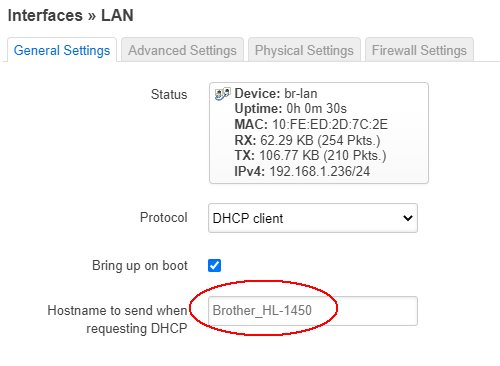 Interfaces » LAN
General Settings
Advanced Settings
Physical Settings
Firewall Settings
Status
Device: br-lan
Uptime: 0h 0m 30s
MAC: 10:FE:ED:2D:7C:2E
RX: 62.29 KB (254 Pkts.)
TX: 106.77 KB (210 Pkts.)
IPv4: 192.168.1.236/24
Protocol
DHCP client
Bring up on boot
Hostname to send when
requesting DHCP
Brother_HL-1450